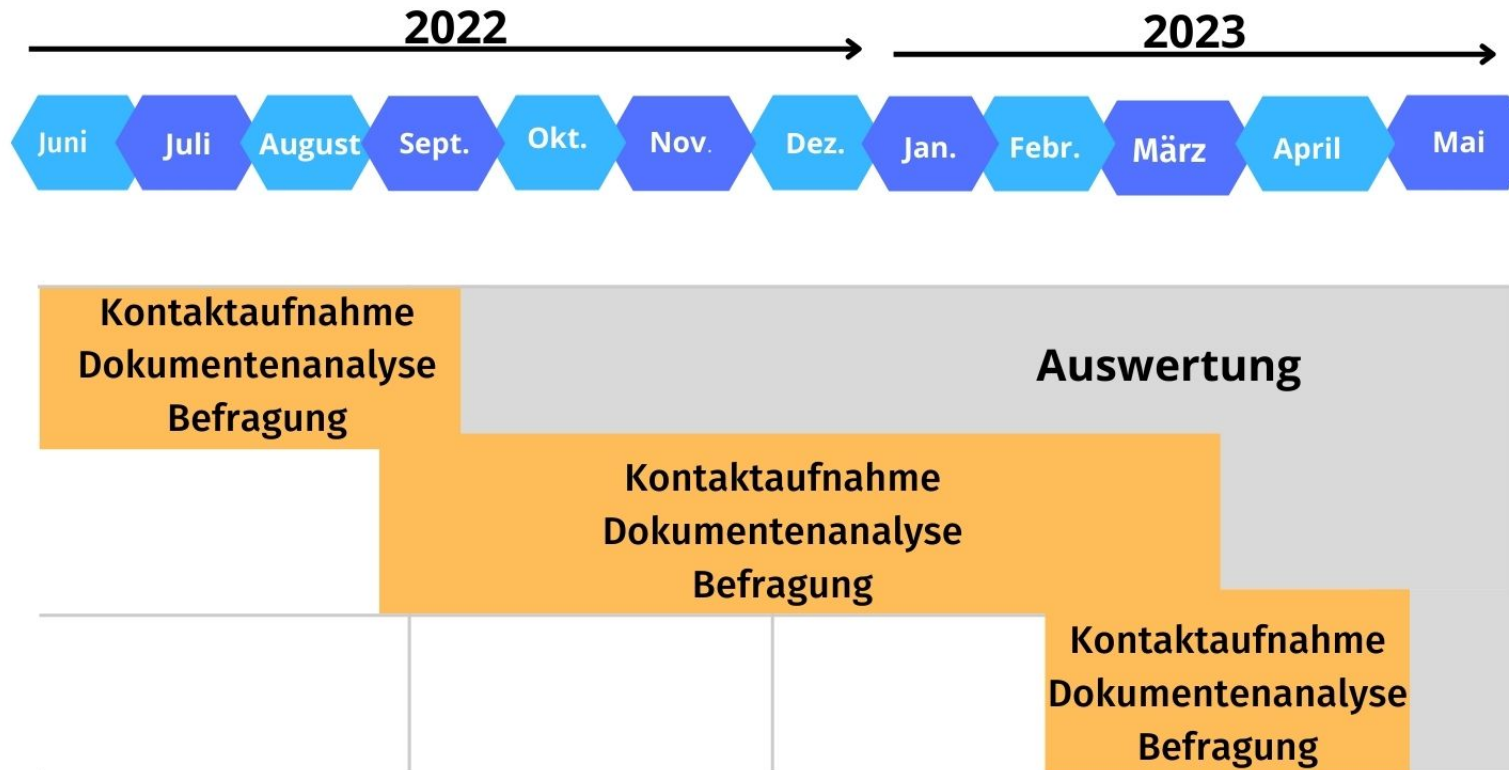 2022
2023
Juni Juli August Sept. Okt. Nov. Dez. Jan. Febr. März April Mai
Kontaktaufnahme
Dokumentenanalyse
Befragung
Auswertung
Kontaktaufnahme
Dokumentenanalyse
Befragung
Kontaktaufnahme
Dokumentenanalyse
Befragung